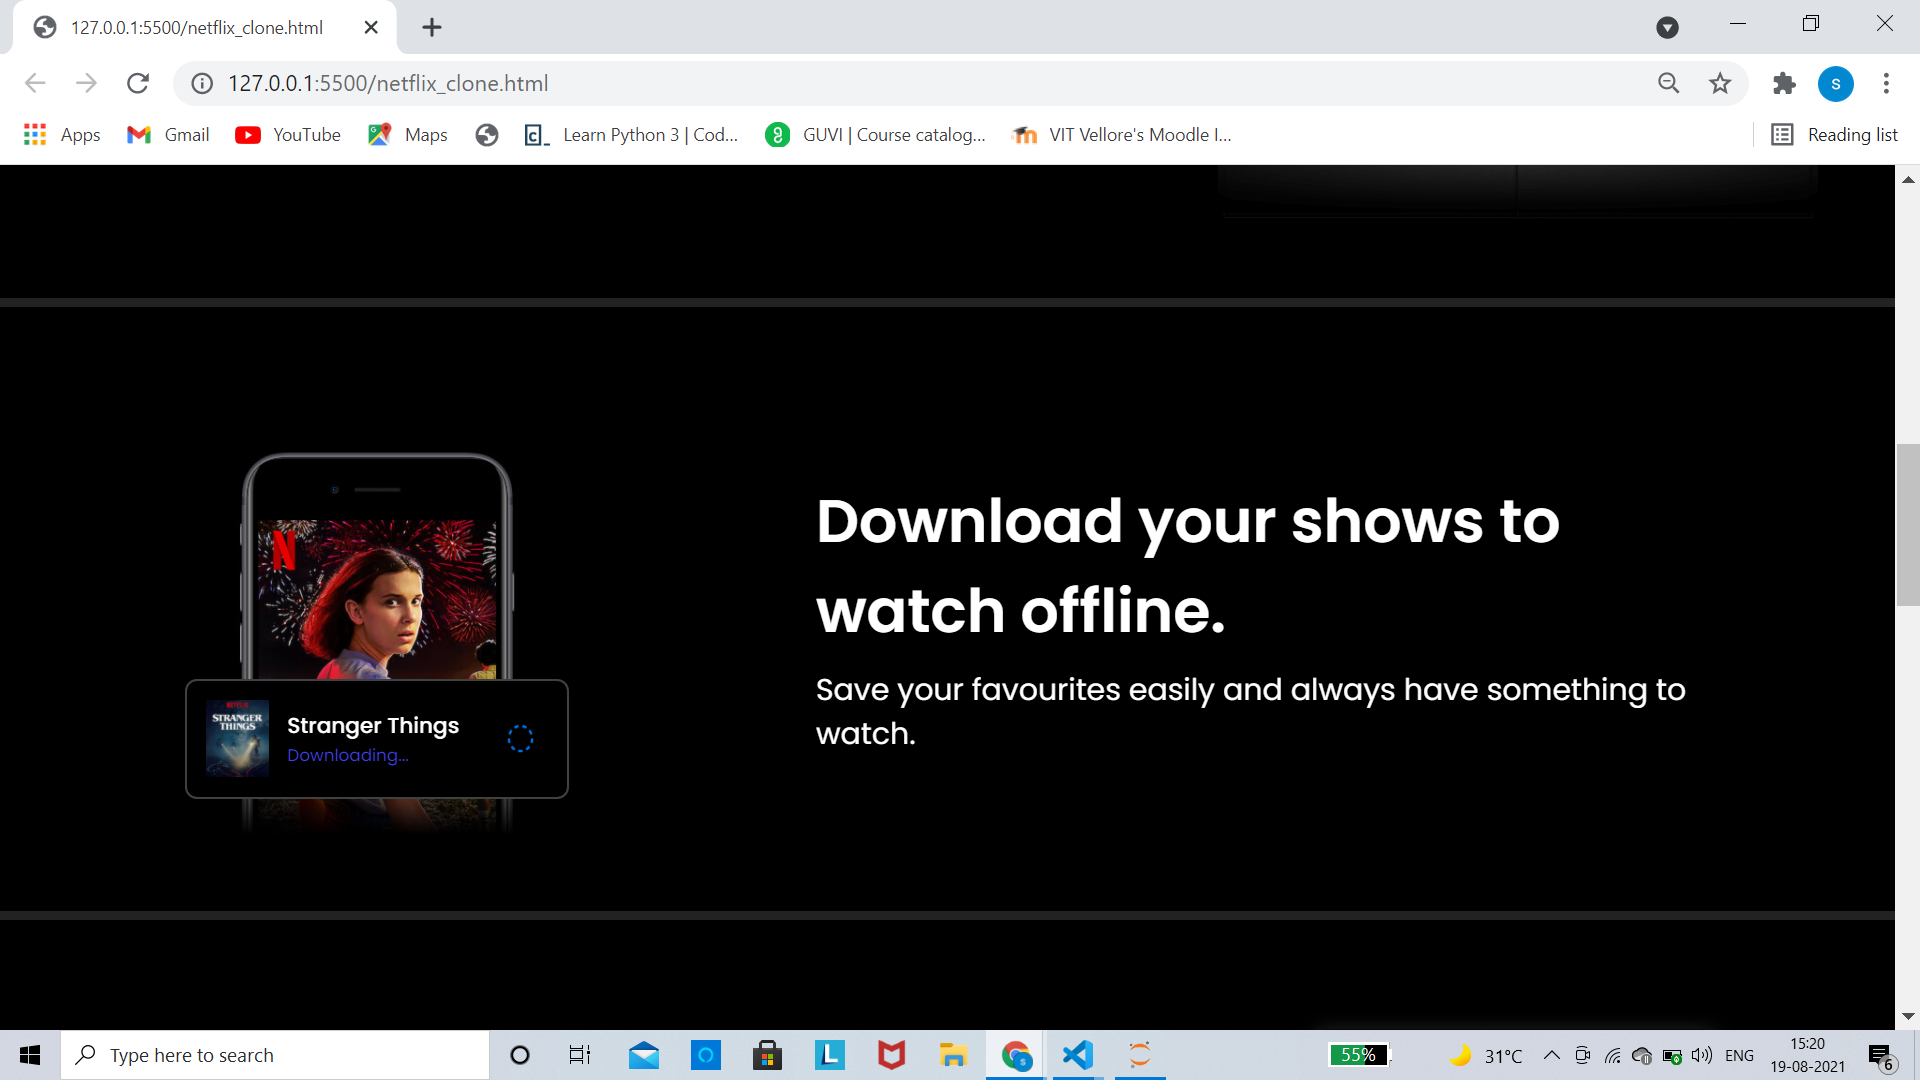 127.0.0.1:5500/netflix_clone.html
127.0.0.1:5500/netflix_clone.html
S
Apps
Gmail
YouTube
Maps
Learn Python 3 | Cod...
GUVI | Course catalog...
VIT Vellore's Moodle I...
Reading list
N
Download your shows to
watch offline.
Save your favourites easily and always have something to
watch.
STRANGER
THINGS
Stranger Things
Downloading...
Type here to search
L
55%
31°C
ENG
15:20
19-08-2021
6